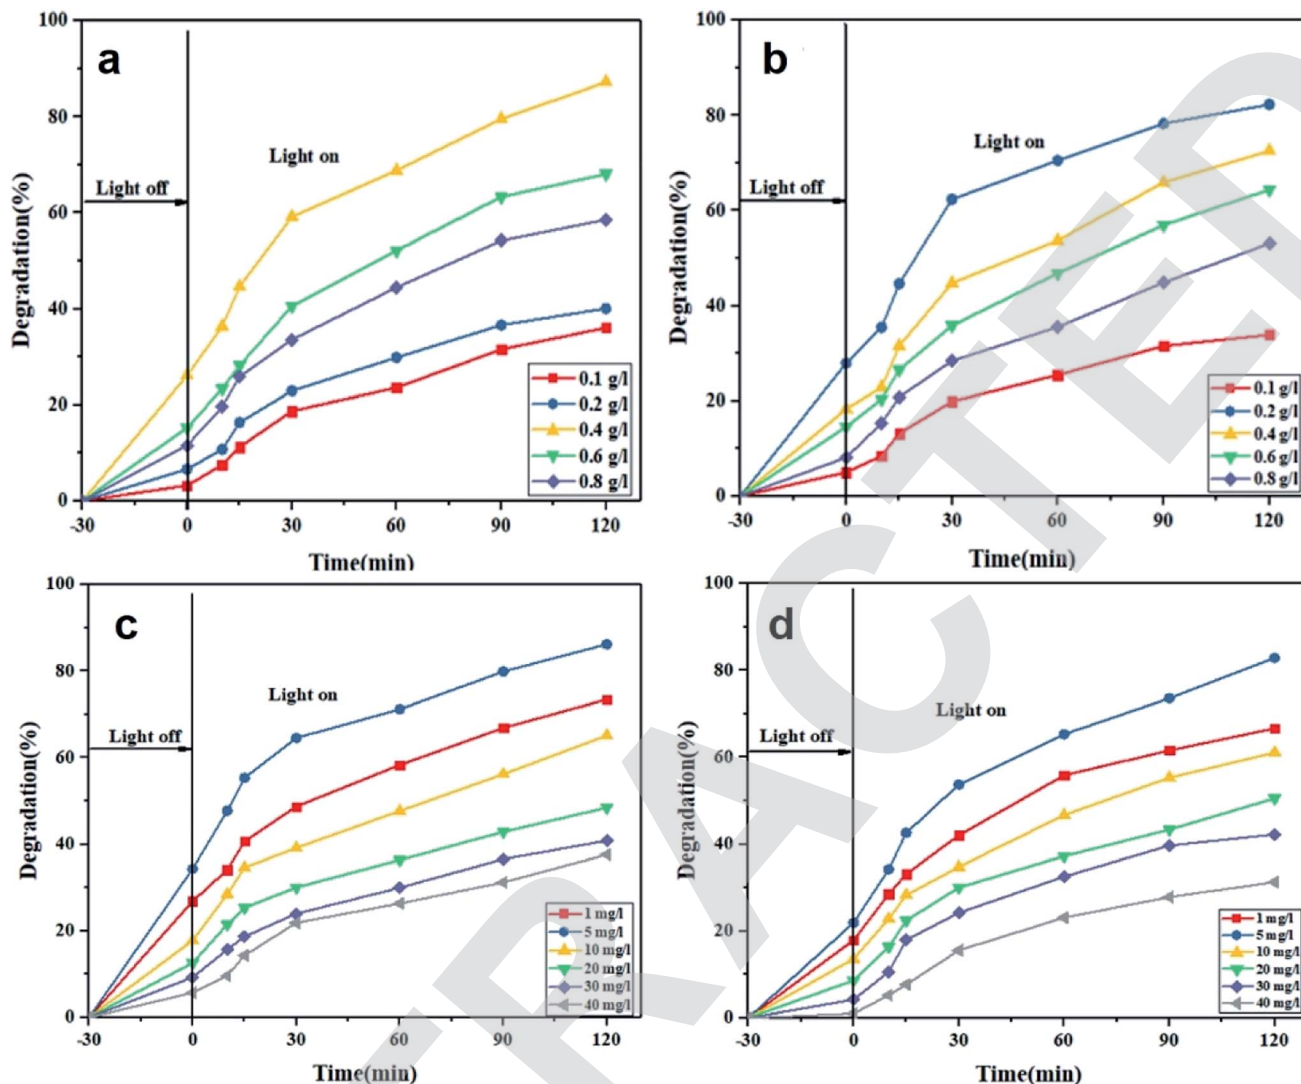 a
Degradation(%)
100
80
60
40
20
0
Light off
Light on
0.1 g/l
0.2 g/l
0.4 g/l
0.6 g/l
0.8 g/l
-30 0 30 60 90 120
Time(min)
b
Degradation(%)
100
80
60
40
20
0
Light off
Light on
0.1 g/l
0.2 g/l
0.4 g/l
0.6 g/l
0.8 g/l
-30 0 30 60 90 120
Time(min)
c
Degradation(%)
100
80
60
40
20
0
Light off
Light on
1 mg/l
5 mg/l
10 mg/l
20 mg/l
30 mg/l
40 mg/l
-30 0 30 60 90 120
Time(min)
d
Degradation(%)
100
80
60
40
20
0
Light off
Light on
1 mg/l
5 mg/l
10 mg/l
20 mg/l
30 mg/l
40 mg/l
-30 0 30 60 90 120
Time(min)
RACTED